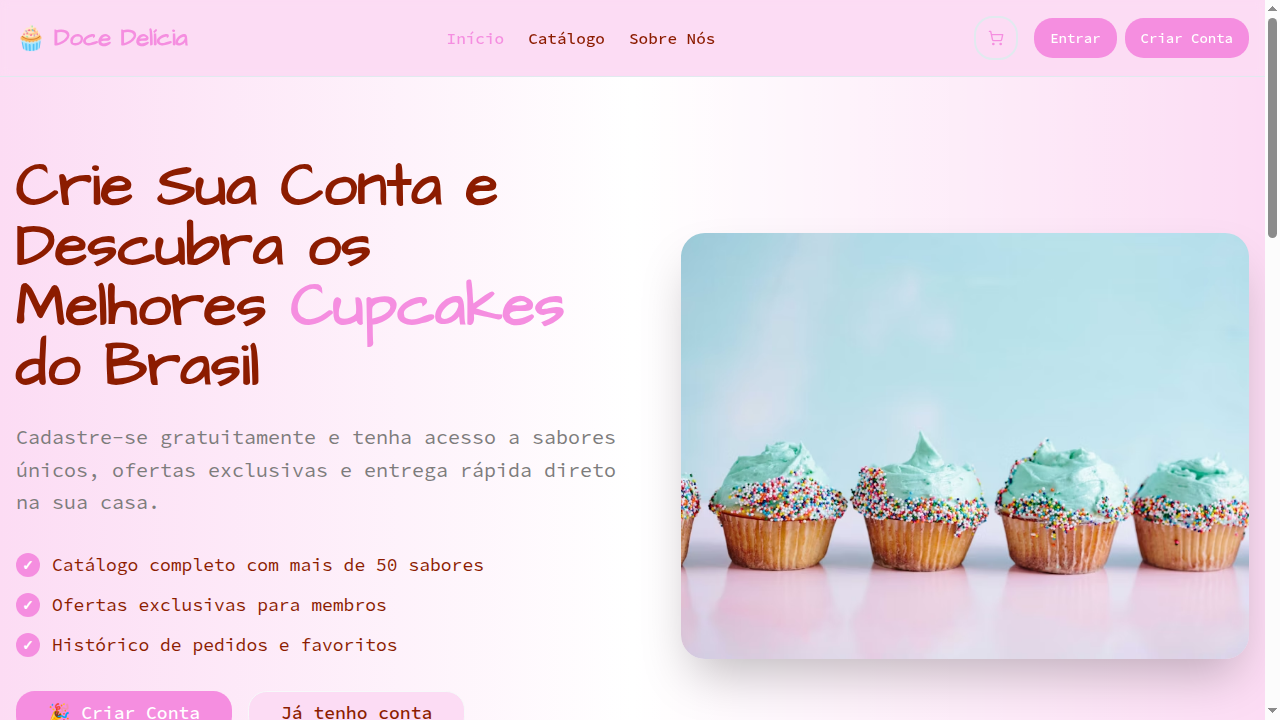 Doce Delícia
Início
Catálogo
Sobre Nós
Entrar
Criar Conta
Crie Sua Conta e
Descubra os
Melhores Cupcakes
do Brasil
Cadastre-se gratuitamente e tenha acesso a sabores
únicos, ofertas exclusivas e entrega rápida direto
na sua casa.
Catálogo completo com mais de 50 sabores
Ofertas exclusivas para membros
Histórico de pedidos e favoritos
Criar Conta
Já tenho conta